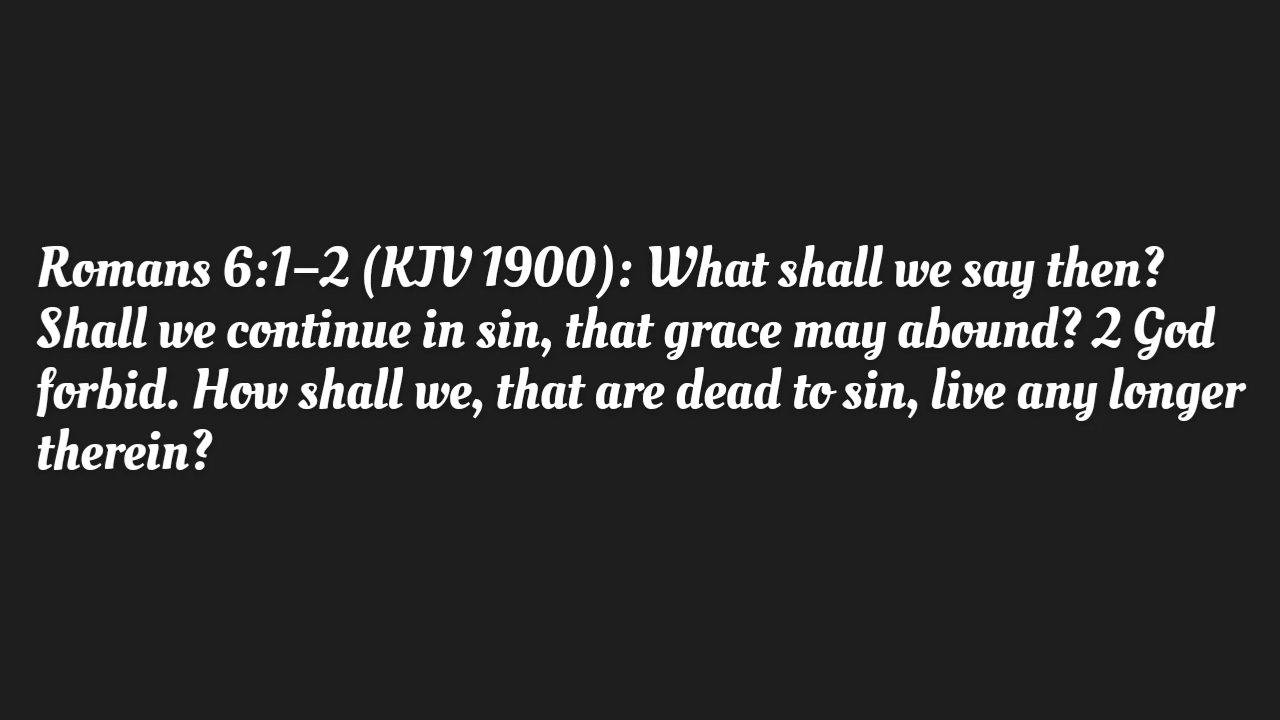 Romans 6:1–2 (KJV 1900): What shall we say then?
Shall we continue in sin, that grace may abound? 2 God
forbid. How shall we, that are dead to sin, live any longer
therein?